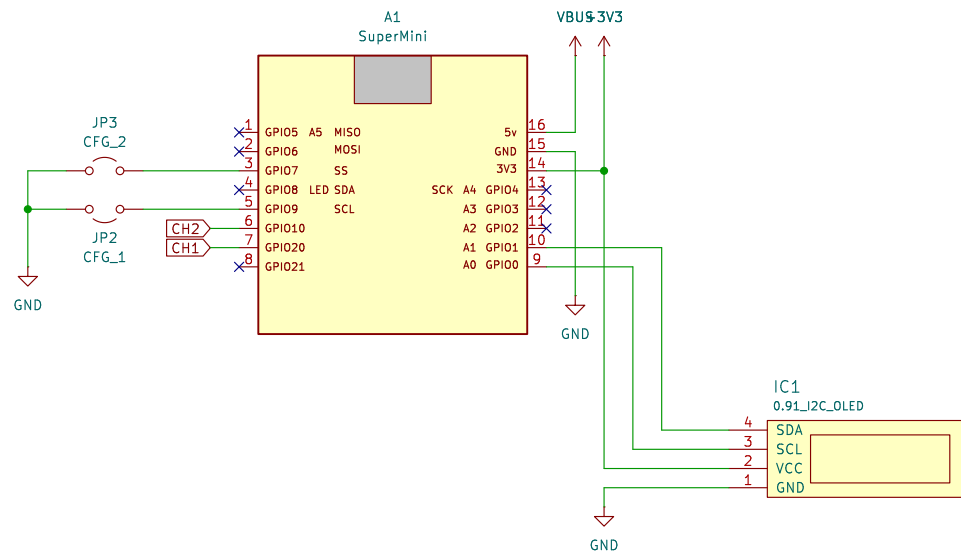 A1
SuperMini
VBUS
+3V3
JP3
CFG_2
JP2
CFG_1
GND
CH2
CH1
1 GPIO5 A5 MISO
2 GPIO6 MOSI
3 GPIO7 SS
4 GPIO8 LED SDA
5 GPIO9 SCL
6 GPIO10
7 GPIO20
8 GPIO21
5v 16
GND 15
3V3 14
SCK A4 GPIO4 13
A3 GPIO3 12
A2 GPIO2 11
A1 GPIO1 10
A0 GPIO0 9
GND
IC1
0.91_I2C_OLED
4 SDA
3 SCL
2 VCC
1 GND
GND